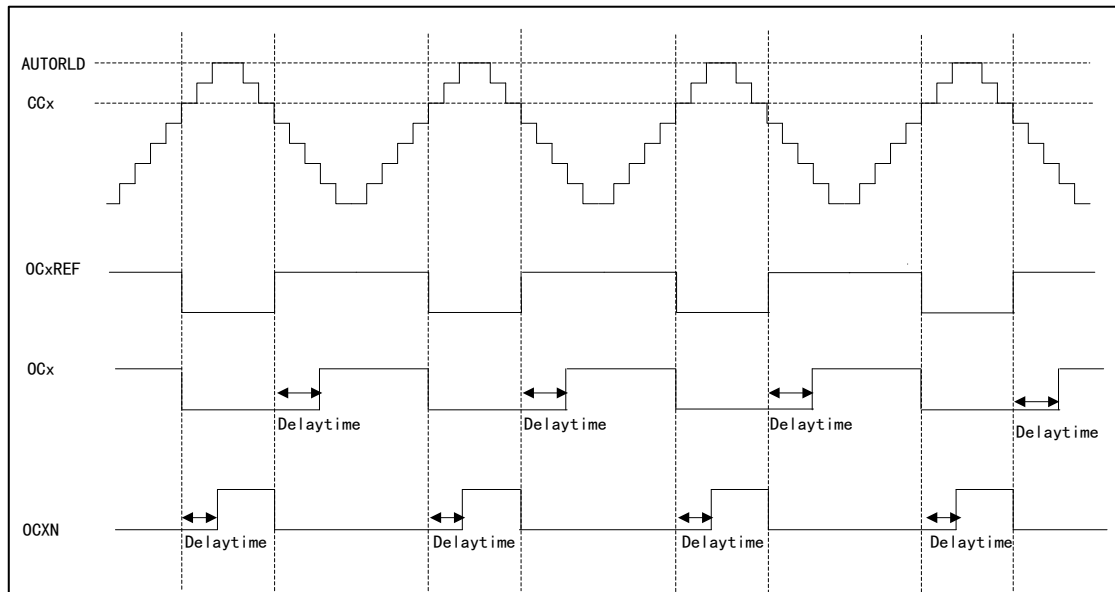 AUTORLD
CCx
OCxREF
OCx
Delaytime
Delaytime
Delaytime
Delaytime
OCXN
Delaytime
Delaytime
Delaytime
Delaytime